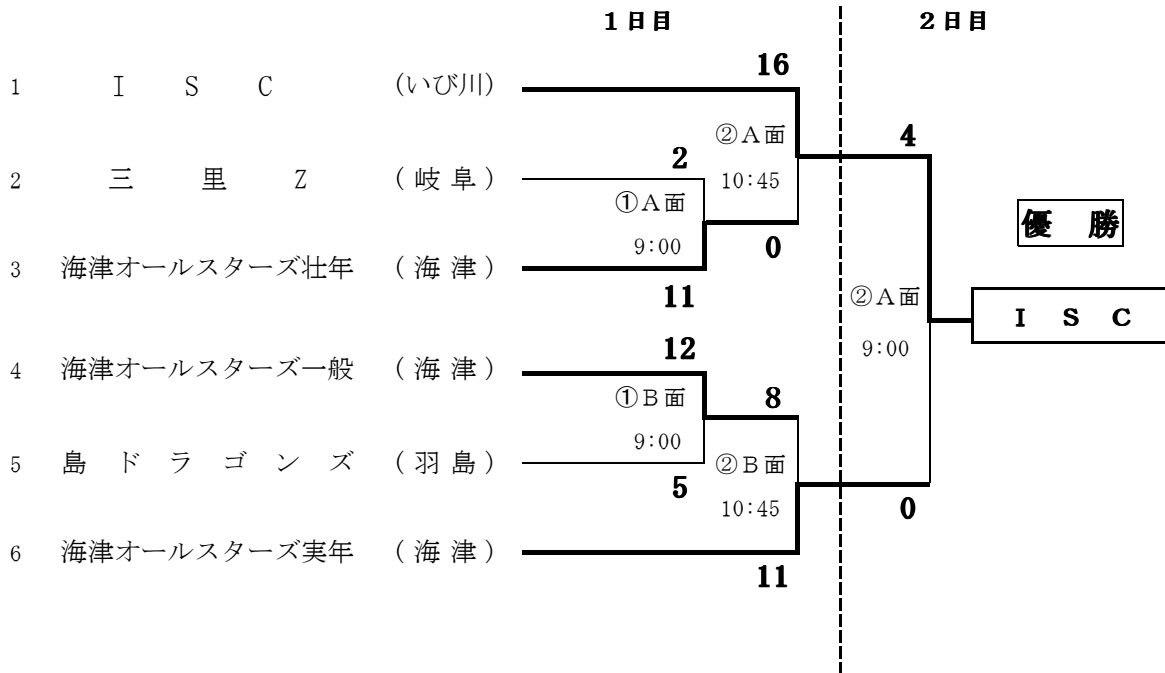 １日目 ２日目
16
1 Ｉ Ｓ Ｃ (いび川)
②Ａ面 4
2
2 三 里 Z (岐阜) 10:45
①Ａ面
優 勝
9:00 0
3 海津オールスターズ壮年 (海津)
11 ②Ａ面
Ｉ Ｓ Ｃ
12 9:00
4 海津オールスターズ一般 (海津)
①Ｂ面 8
9:00
5 島ドラゴンズ (羽島) ②Ｂ面
5 10:45 0
6 海津オールスターズ実年 (海津)
11